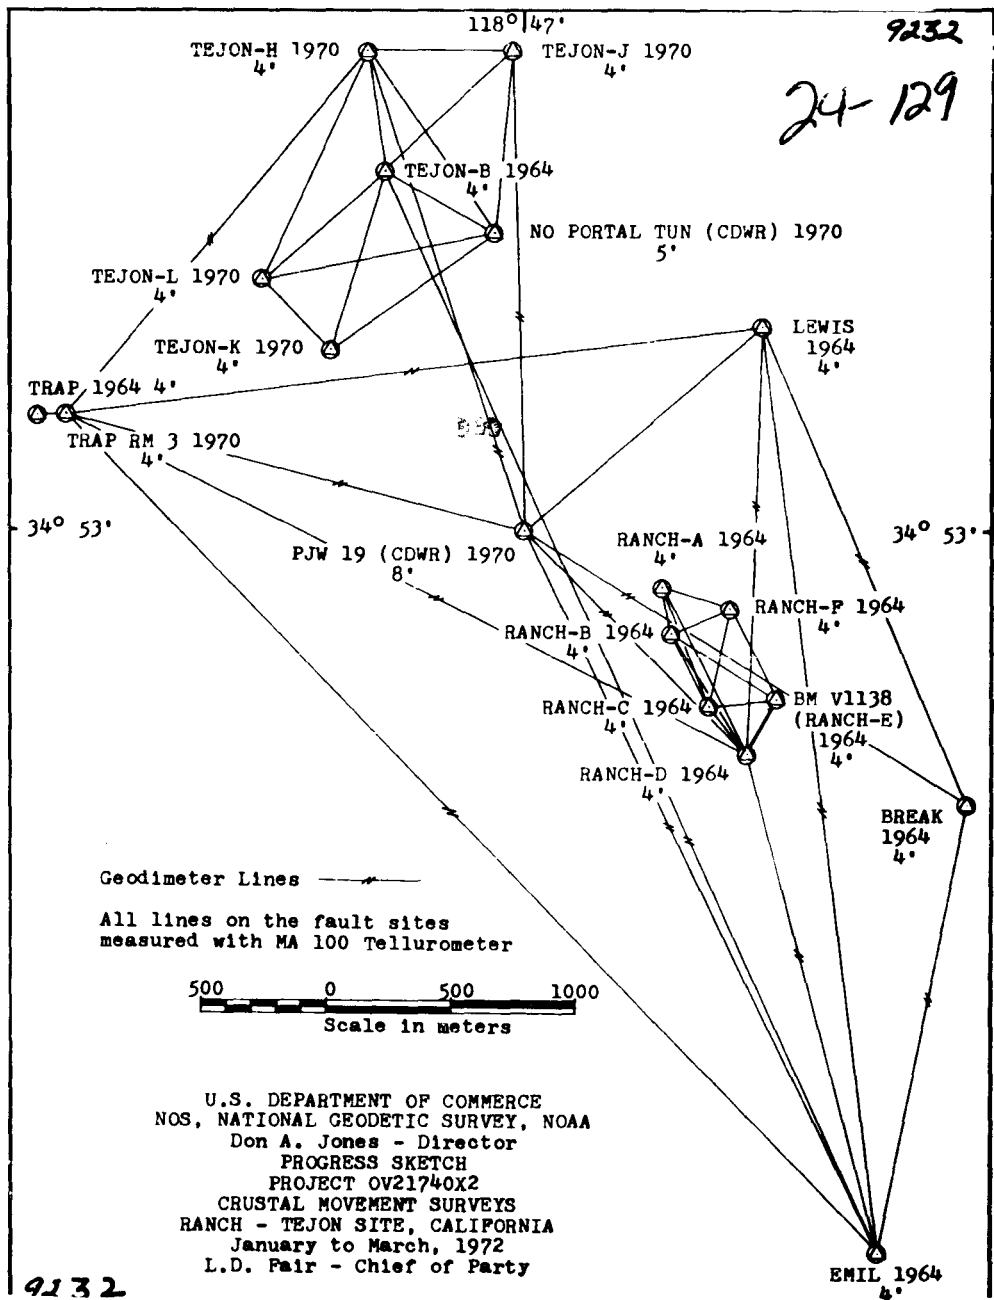 118° 47'
9232
24-129
TEJON-H 1970
4'
TEJON-J 1970
4'
TEJON-B 1964
4'
NO PORTAL TUN (CDWR) 1970
5'
TEJON-L 1970
4'
TEJON-K 1970
4'
LEWIS
1964
4'
TRAP 1964 4'
TRAP RM 3 1970
4'
34° 53'
34° 53'
PJW 19 (CDWR) 1970
8'
RANCH-A 1964
4'
RANCH-F 1964
4'
RANCH-B 1964
4'
RANCH-C 1964
4'
BM V1138
(RANCH-E)
1964
4'
RANCH-D 1964
4'
BREAK
1964
4'
Geodimeter Lines
All lines on the fault sites
measured with MA 100 Tellurometer
500 0 500 1000
Scale in meters
U.S. DEPARTMENT OF COMMERCE
NOS, NATIONAL GEODETIC SURVEY, NOAA
Don A. Jones - Director
PROGRESS SKETCH
PROJECT OV21740X2
CRUSTAL MOVEMENT SURVEYS
RANCH - TEJON SITE, CALIFORNIA
January to March, 1972
L.D. Fair - Chief of Party
EMIL 1964
4'
9232